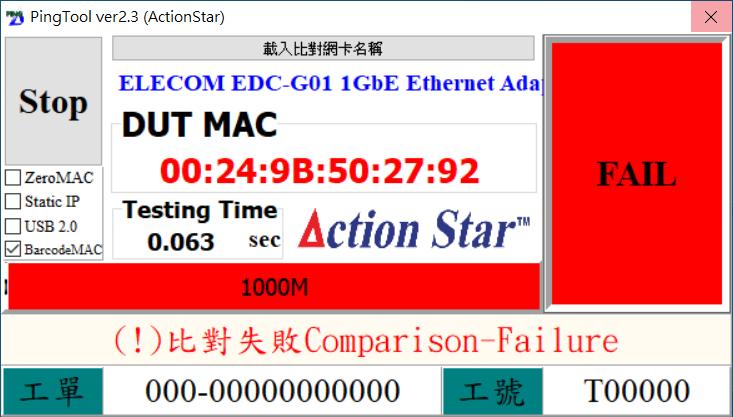 PingTool ver2.3 (ActionStar)
Stop
載入比對網卡名稱
ELECOM EDC-G01 1GbE Ethernet Adap
DUT MAC
00:24:9B:50:27:92
FAIL
ZeroMAC
Static IP
USB 2.0
BarcodeMAC
Testing Time
0.063 sec
Action Star™
1000M
(!)比對失敗Comparison-Failure
工單 000-00000000000 工號 T00000